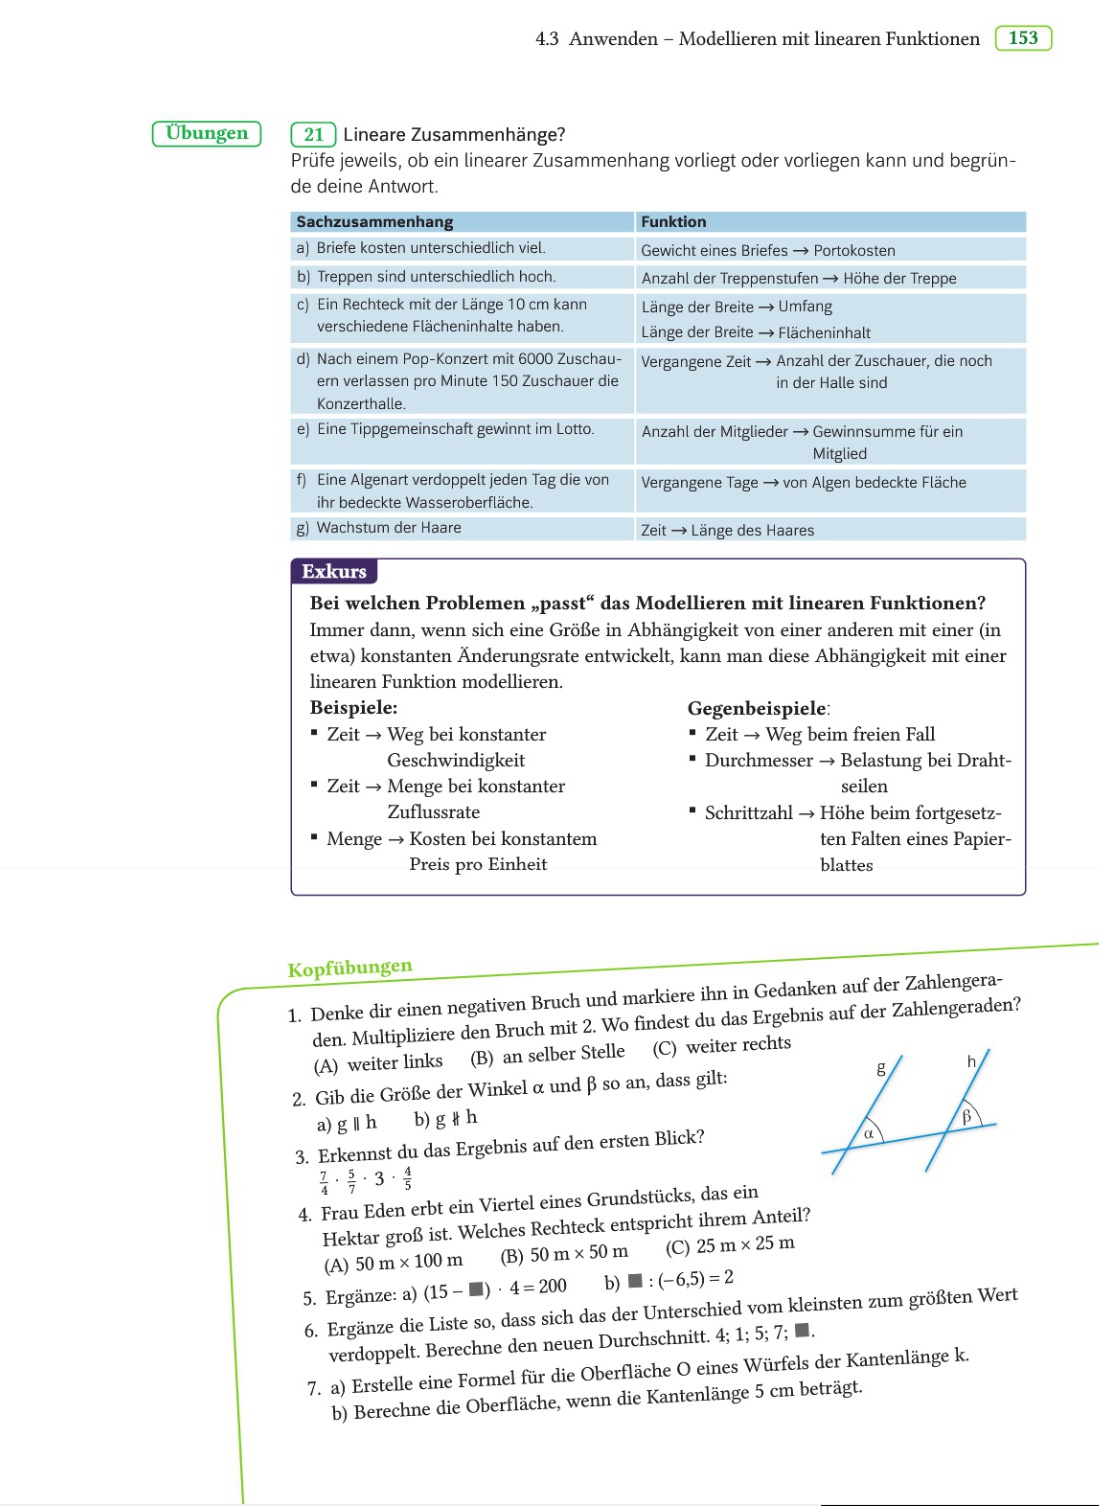 4.3 Anwenden – Modellieren mit linearen Funktionen 153
Übungen
21 Lineare Zusammenhänge?
Prüfe jeweils, ob ein linearer Zusammenhang vorliegt oder vorliegen kann und begrün-
de deine Antwort.
Sachzusammenhang Funktion
a) Briefe kosten unterschiedlich viel. Gewicht eines Briefes → Portokosten
b) Treppen sind unterschiedlich hoch. Anzahl der Treppenstufen → Höhe der Treppe
c) Ein Rechteck mit der Länge 10 cm kann
verschiedene Flächeninhalte haben.
Länge der Breite → Umfang
Länge der Breite → Flächeninhalt
d) Nach einem Pop-Konzert mit 6000 Zuschau-
ern verlassen pro Minute 150 Zuschauer die
Konzerthalle.
Vergangene Zeit → Anzahl der Zuschauer, die noch
in der Halle sind
e) Eine Tippgemeinschaft gewinnt im Lotto.
Anzahl der Mitglieder → Gewinnsumme für ein
Mitglied
f) Eine Algenart verdoppelt jeden Tag die von
ihr bedeckte Wasseroberfläche.
Vergangene Tage → von Algen bedeckte Fläche
g) Wachstum der Haare Zeit → Länge des Haares
Exkurs
Bei welchen Problemen „passt“ das Modellieren mit linearen Funktionen?
Immer dann, wenn sich eine Größe in Abhängigkeit von einer anderen mit einer (in
etwa) konstanten Änderungsrate entwickelt, kann man diese Abhängigkeit mit einer
linearen Funktion modellieren.
Beispiele:
▪ Zeit → Weg bei konstanter
Geschwindigkeit
▪ Zeit → Menge bei konstanter
Zuflussrate
▪ Menge → Kosten bei konstantem
Preis pro Einheit
Gegenbeispiele:
▪ Zeit → Weg beim freien Fall
▪ Durchmesser → Belastung bei Draht-
seilen
▪ Schrittzahl → Höhe beim fortgesetz-
ten Falten eines Papier-
blattes
Kopfübungen
1. Denke dir einen negativen Bruch und markiere ihn in Gedanken auf der Zahlengera-
den. Multipliziere den Bruch mit 2. Wo findest du das Ergebnis auf der Zahlengeraden?
(A) weiter links (B) an selber Stelle (C) weiter rechts
2. Gib die Größe der Winkel α und β so an, dass gilt:
a) g ∥ h b) g ∦ h
g h
α β
3. Erkennst du das Ergebnis auf den ersten Blick?
7/4 · 5/7 · 3 · 4/5
4. Frau Eden erbt ein Viertel eines Grundstücks, das ein
Hektar groß ist. Welches Rechteck entspricht ihrem Anteil?
(A) 50 m × 100 m (B) 50 m × 50 m (C) 25 m × 25 m
5. Ergänze: a) (15 – ■) · 4 = 200 b) ■ : (–6,5) = 2
6. Ergänze die Liste so, dass sich das der Unterschied vom kleinsten zum größten Wert
verdoppelt. Berechne den neuen Durchschnitt. 4; 1; 5; 7; ■.
7. a) Erstelle eine Formel für die Oberfläche O eines Würfels der Kantenlänge k.
b) Berechne die Oberfläche, wenn die Kantenlänge 5 cm beträgt.